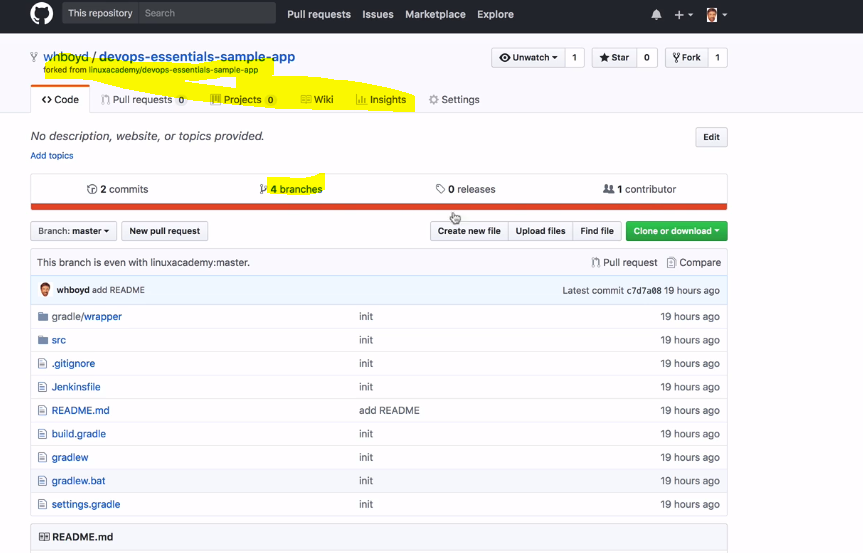 This repository Search Pull requests Issues Marketplace Explore
whboyd / devops-essentials-sample-app Unwatch 1 Star 0 Fork 1
forked from linuxacademy/devops-essentials-sample-app
Code Pull requests 0 Projects 0 Wiki Insights Settings
No description, website, or topics provided. Edit
Add topics
2 commits 4 branches 0 releases 1 contributor
Branch: master New pull request Create new file Upload files Find file Clone or download
This branch is even with linuxacademy:master. Pull request Compare
whboyd add README Latest commit c7d7a08 19 hours ago
gradle/wrapper init 19 hours ago
src init 19 hours ago
.gitignore init 19 hours ago
Jenkinsfile init 19 hours ago
README.md add README 19 hours ago
build.gradle init 19 hours ago
gradlew init 19 hours ago
gradlew.bat init 19 hours ago
settings.gradle init 19 hours ago
README.md